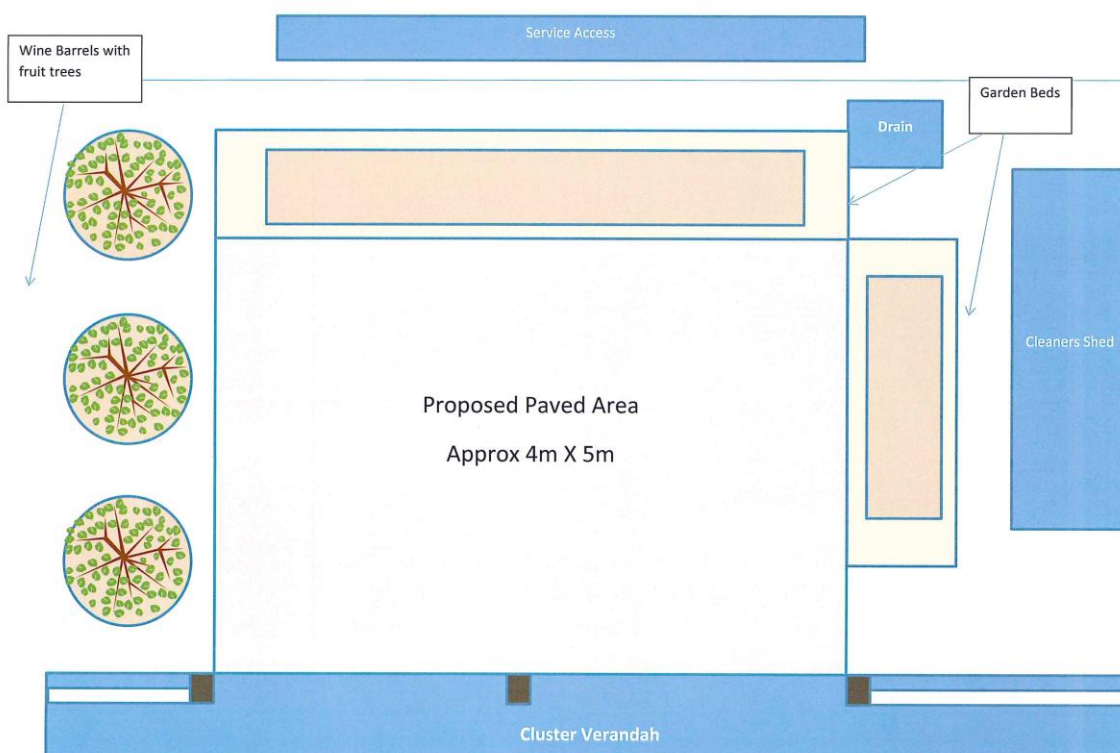 Service Access
Wine Barrels with
fruit trees
Garden Beds
Drain
Cleaners Shed
Proposed Paved Area
Approx 4m X 5m
Cluster Verandah